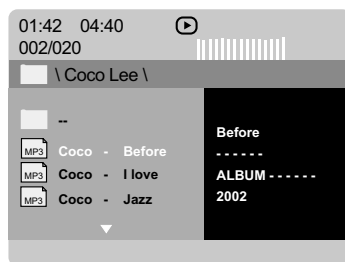 01:42 04:40
002/020
\ Coco Lee \
--
MP3 Coco - Before
MP3 Coco - I love
MP3 Coco - Jazz
Before
- - - - - -
ALBUM - - - - - -
2002